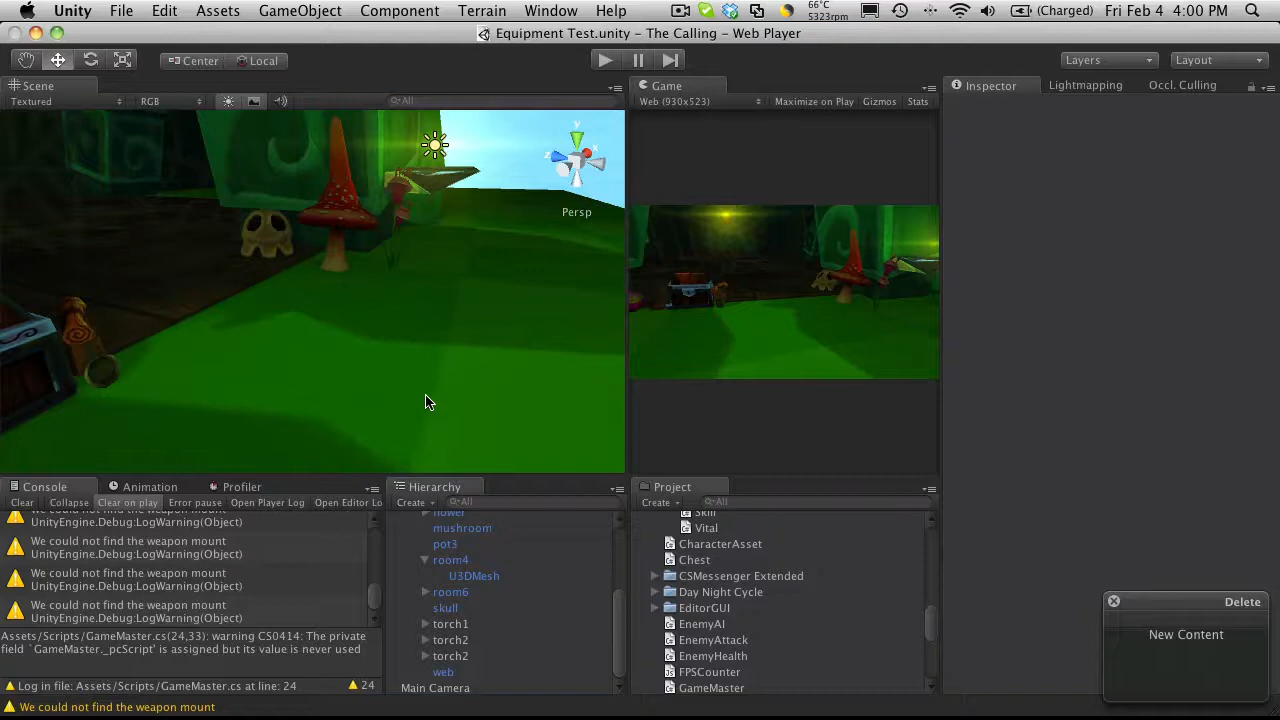 Unity File Edit Assets GameObject Component Terrain Window Help 66°C 5323rpm (Charged) Fri Feb 4 4:00 PM
Equipment Test.unity – The Calling – Web Player
Center Local Layers Layout
Scene Game Inspector Lightmapping Occl. Culling
Textured RGB All Web (930x523) Maximize on Play Gizmos Stats
y
z x
Persp
Console Animation Profiler
Clear Collapse Clear on play Error pause Open Player Log Open Editor Lo
We could not find the weapon mount
UnityEngine.Debug:LogWarning(Object)
We could not find the weapon mount
UnityEngine.Debug:LogWarning(Object)
We could not find the weapon mount
UnityEngine.Debug:LogWarning(Object)
We could not find the weapon mount
UnityEngine.Debug:LogWarning(Object)
Assets/Scripts/GameMaster.cs(24,33): warning CS0414: The private
field `GameMaster._pcScript' is assigned but its value is never used
Log in file: Assets/Scripts/GameMaster.cs at line: 24
24
We could not find the weapon mount
Hierarchy
Create All
flower
mushroom
pot3
room4
U3DMesh
room6
skull
torch1
torch2
torch2
web
Main Camera
Project
Create All
Skill
Vital
CharacterAsset
Chest
CSMessenger Extended
Day Night Cycle
EditorGUI
EnemyAI
EnemyAttack
EnemyHealth
FPSCounter
GameMaster
Delete
New Content